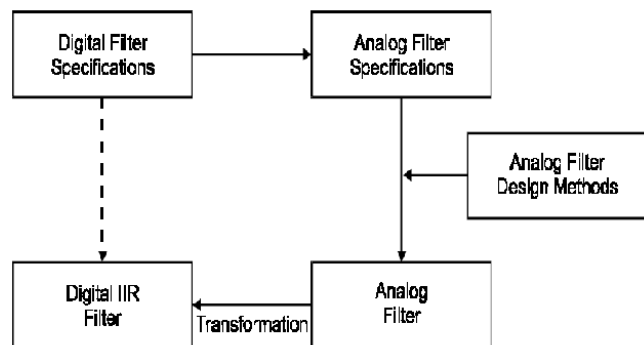 Digital Filter
Specifications
Analog Filter
Specifications
Analog Filter
Design Methods
Digital IIR
Filter
Transformation
Analog
Filter